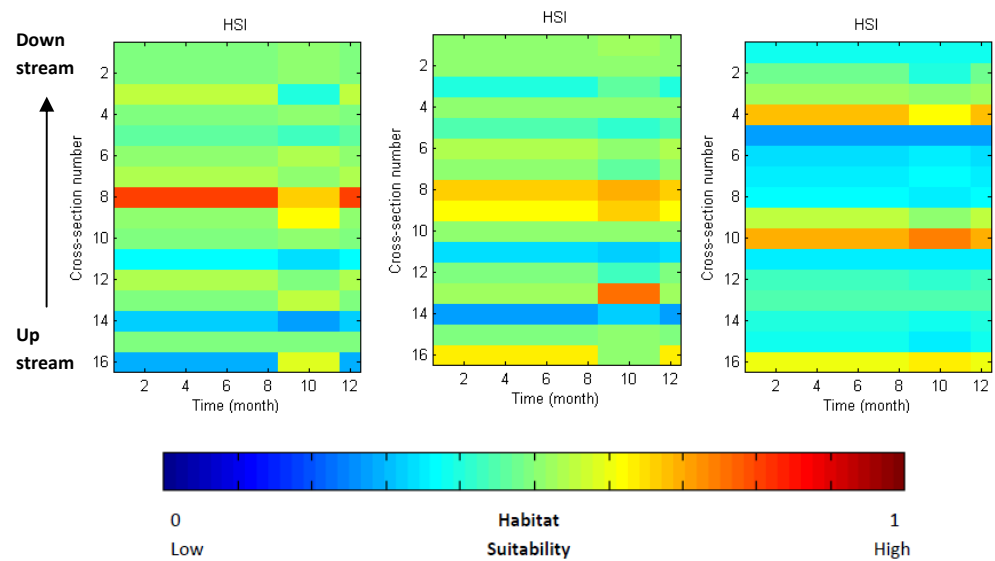 Down
stream
Up
stream
HSI
Cross-section number
2
4
6
8
10
12
14
16
2 4 6 8 10 12
Time (month)
HSI
Cross-section number
2
4
6
8
10
12
14
16
2 4 6 8 10 12
Time (month)
HSI
Cross-section number
2
4
6
8
10
12
14
16
2 4 6 8 10 12
Time (month)
0 Habitat 1
Low Suitability High